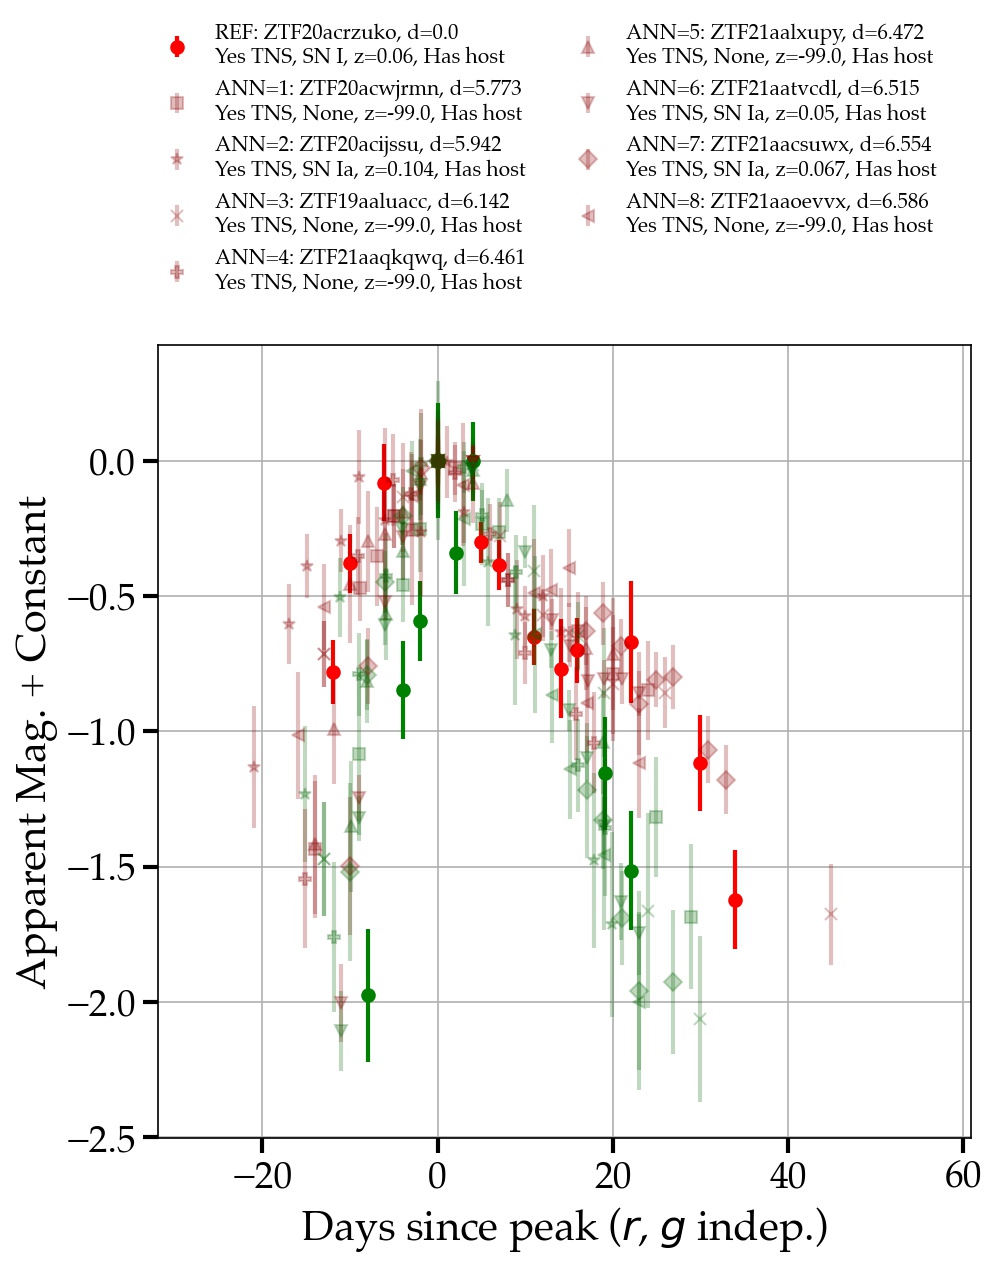 REF: ZTF20acrzuko, d=0.0
Yes TNS, SN I, z=0.06, Has host
ANN=1: ZTF20acwjrmn, d=5.773
Yes TNS, None, z=-99.0, Has host
ANN=2: ZTF20acijssu, d=5.942
Yes TNS, SN Ia, z=0.104, Has host
ANN=3: ZTF19aaluacc, d=6.142
Yes TNS, None, z=-99.0, Has host
ANN=4: ZTF21aaqkqwq, d=6.461
Yes TNS, None, z=-99.0, Has host
ANN=5: ZTF21aalxupy, d=6.472
Yes TNS, None, z=-99.0, Has host
ANN=6: ZTF21aatvcdl, d=6.515
Yes TNS, SN Ia, z=0.05, Has host
ANN=7: ZTF21aacsuwx, d=6.554
Yes TNS, SN Ia, z=0.067, Has host
ANN=8: ZTF21aaoevvx, d=6.586
Yes TNS, None, z=-99.0, Has host
Apparent Mag. + Constant
0.0
−0.5
−1.0
−1.5
−2.0
−2.5
−20
0
20
40
60
Days since peak (r, g indep.)